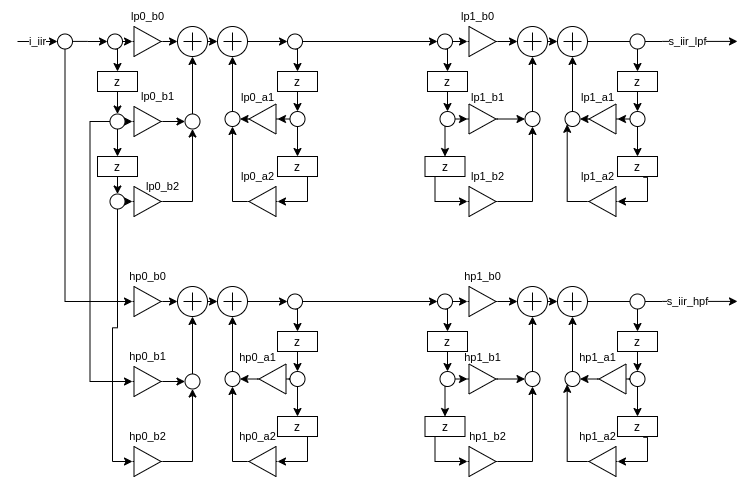 lp0_b0
lp1_b0
i_iir
s_iir_lpf
z
z
z
z
lp0_b1
lp0_a1
lp1_b1
lp1_a1
z
z
z
z
lp0_b2
lp0_a2
lp1_b2
lp1_a2
hp0_b0
hp1_b0
s_iir_hpf
z
z
z
hp0_b1
hp0_a1
hp1_b1
hp1_a1
z
z
z
hp0_b2
hp0_a2
hp1_b2
hp1_a2